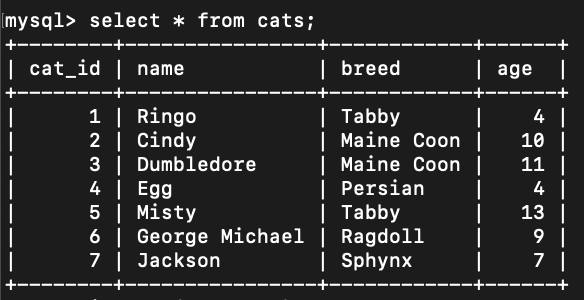 mysql> select * from cats;
+--------+----------------+------------+------+
| cat_id | name           | breed      | age  |
+--------+----------------+------------+------+
|      1 | Ringo          | Tabby      |    4 |
|      2 | Cindy          | Maine Coon |   10 |
|      3 | Dumbledore     | Maine Coon |   11 |
|      4 | Egg            | Persian    |    4 |
|      5 | Misty          | Tabby      |   13 |
|      6 | George Michael | Ragdoll    |    9 |
|      7 | Jackson        | Sphynx     |    7 |
+--------+----------------+------------+------+